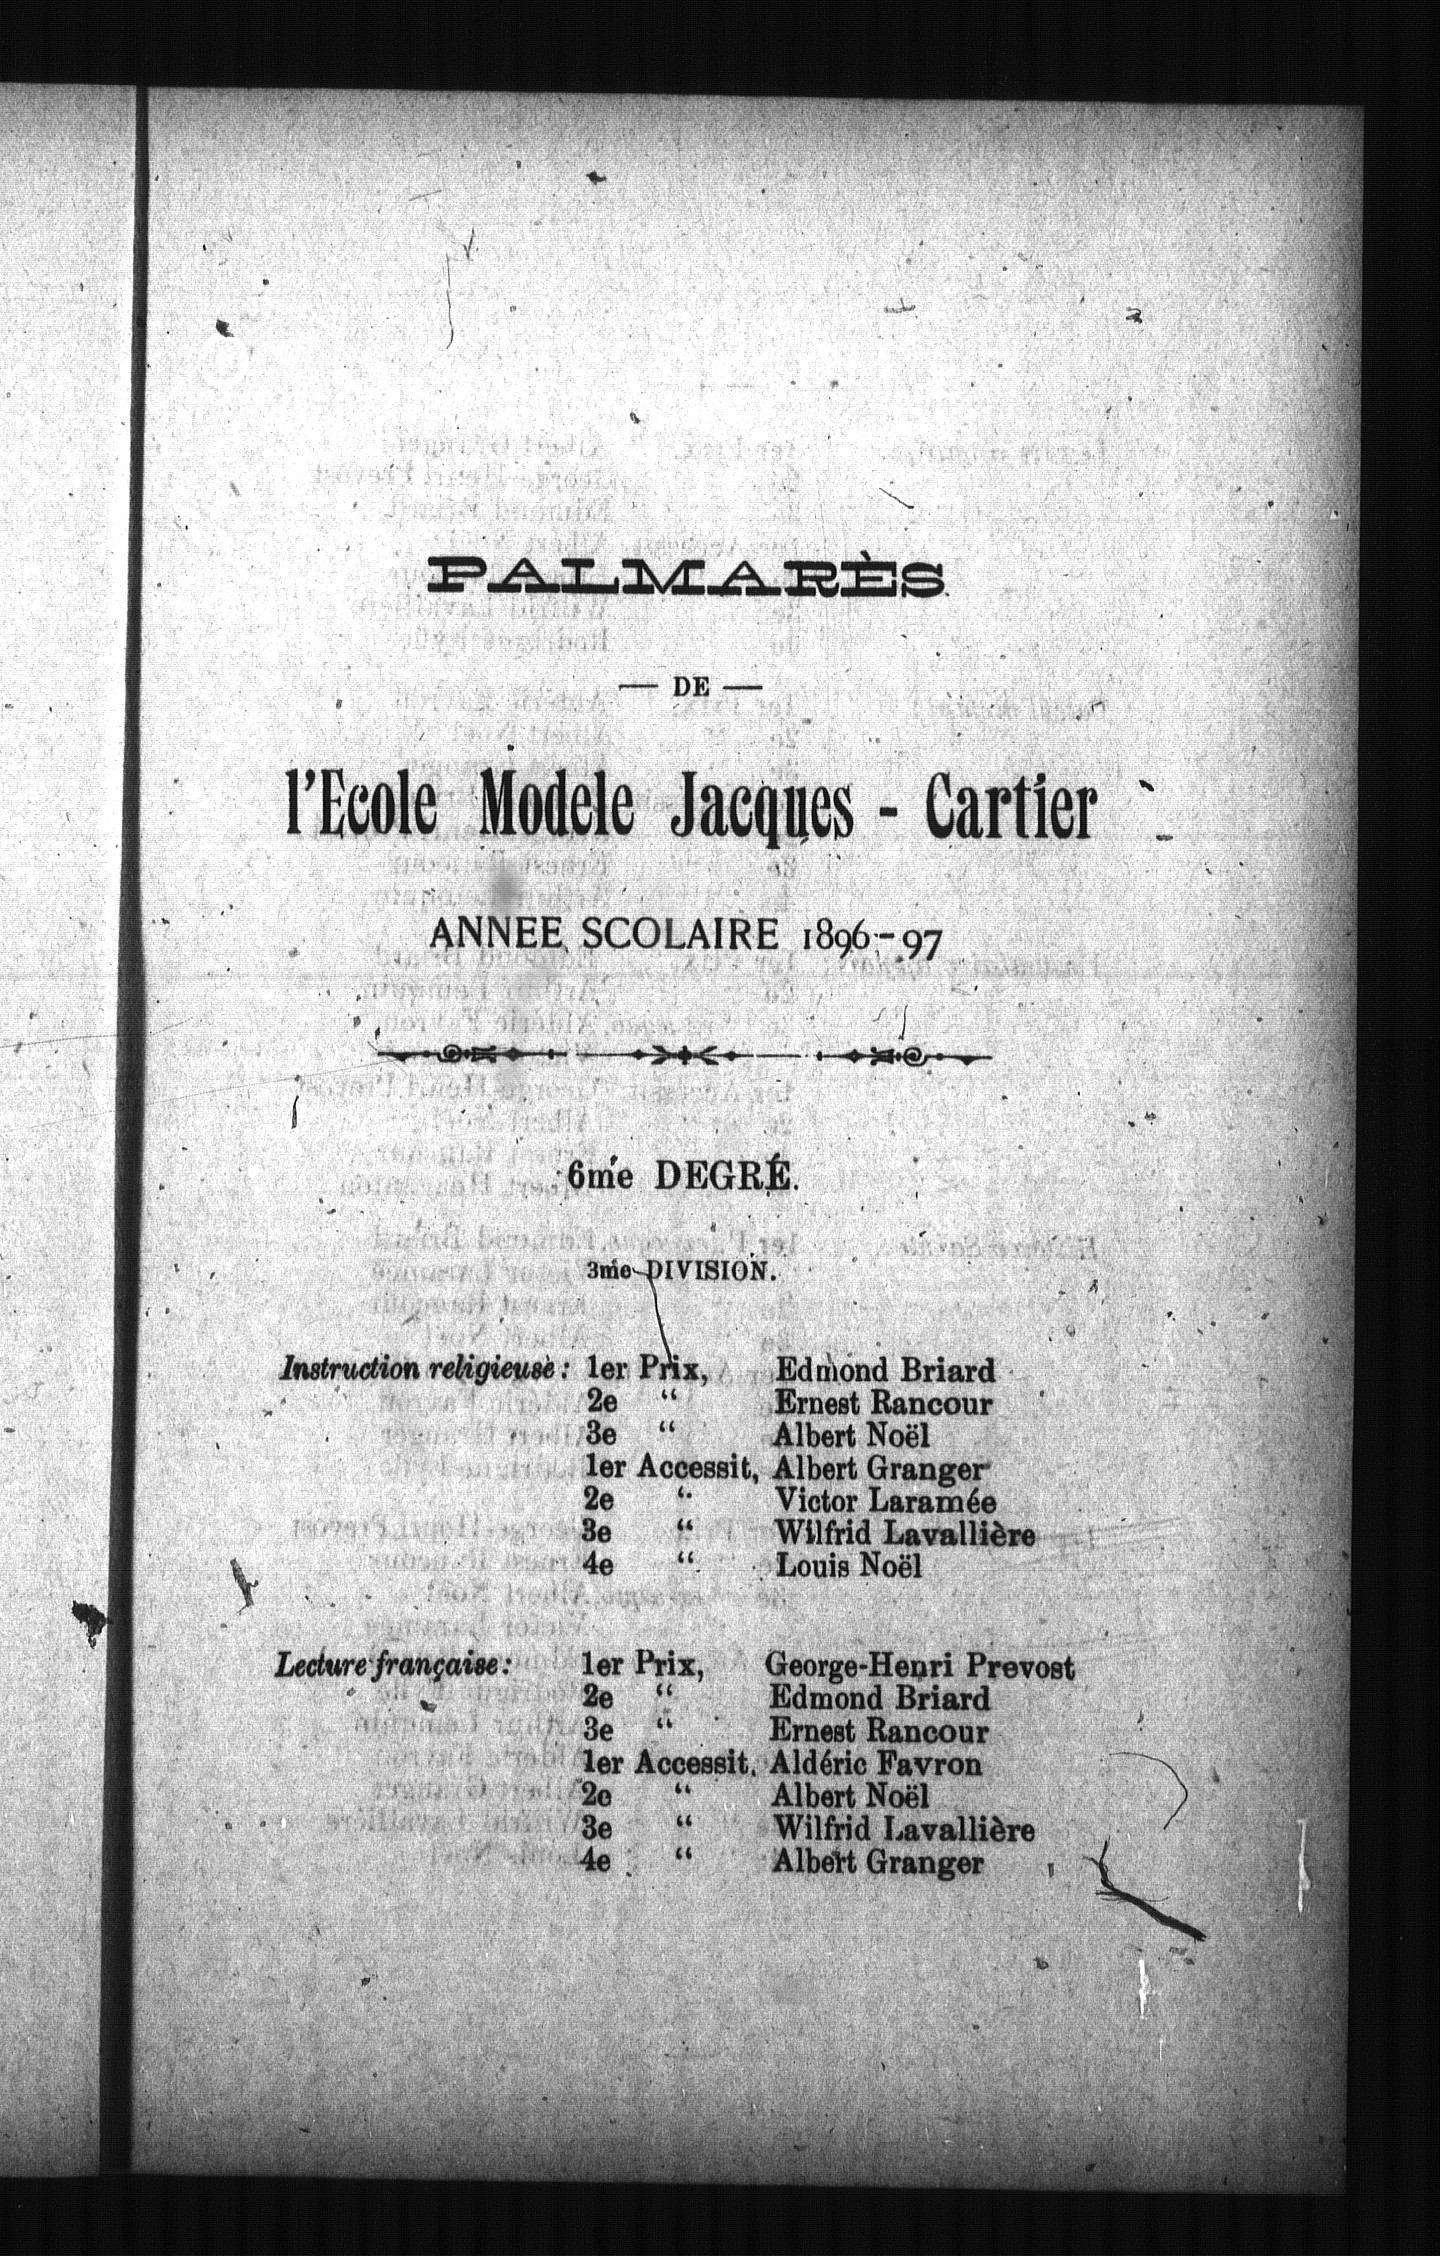 PALMARÈS.
— DE —
l'Ecole Modele Jacques - Cartier
ANNEE SCOLAIRE 1896-97
6me DEGRÉ.
3me DIVISION.
Instruction religieuse: 1er Prix, Edmond Briard
2e " Ernest Rancour
3e " Albert Noël
1er Accessit, Albert Granger
2e " Victor Laramée
3e " Wilfrid Lavallière
4e " Louis Noël
Lecture française: 1er Prix, George-Henri Prevost
2e " Edmond Briard
3e " Ernest Rancour
1er Accessit, Aldéric Favron
2e " Albert Noël
3e " Wilfrid Lavallière
4e " Albert Granger